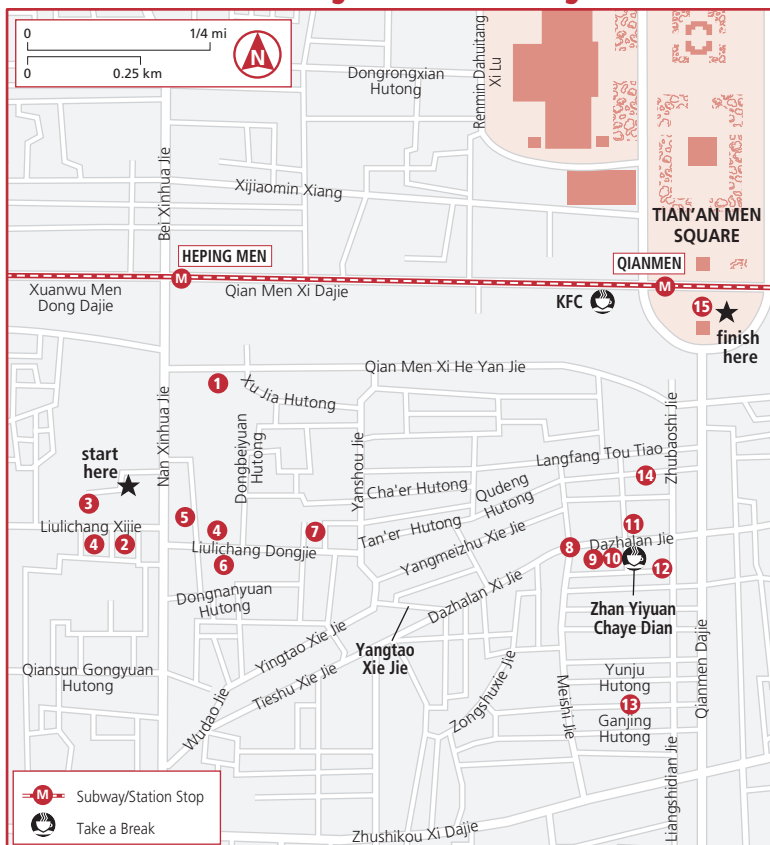 0
1/4 mi
0
0.25 km
N
Dongrongxian
Hutong
Renmin Dahuitang
Xi Lu
Bei Xinhua Jie
Xijiaomin Xiang
TIAN'AN MEN
SQUARE
HEPING MEN
QIANMEN
M
M
Xuanwu Men
Dong Dajie
Qian Men Xi Dajie
KFC
15
finish
here
Qian Men Xi He Yan Jie
1
Xu Jia Hutong
Nan Xinhua Jie
Dongbeiyuan
Hutong
Yanshou Jie
Zhubaoshi Jie
start
here
Langfang Tou Tiao
14
Cha'er Hutong
Qudeng
Hutong
3
5
4
7
Tan'er Hutong
11
Liulichang Xijie
4
2
Liulichang Dongjie
6
Yangmeizhu Xie Jie
8
Dazhalan Jie
9
10
12
Dongnanyuan
Hutong
Dazhalan Xi Jie
Zhan Yiyuan
Chaye Dian
Yingtao Xie Jie
Yangtao
Xie Jie
Qiansun Gongyuan
Hutong
Tieshu Xie Jie
Wudao Jie
Zongshuxie Jie
Meishi Jie
Yunju
Hutong
13
Ganjing
Hutong
Qianmen Dajie
Liangshidian Jie
M
Subway/Station Stop
Take a Break
Zhushikou Xi Dajie